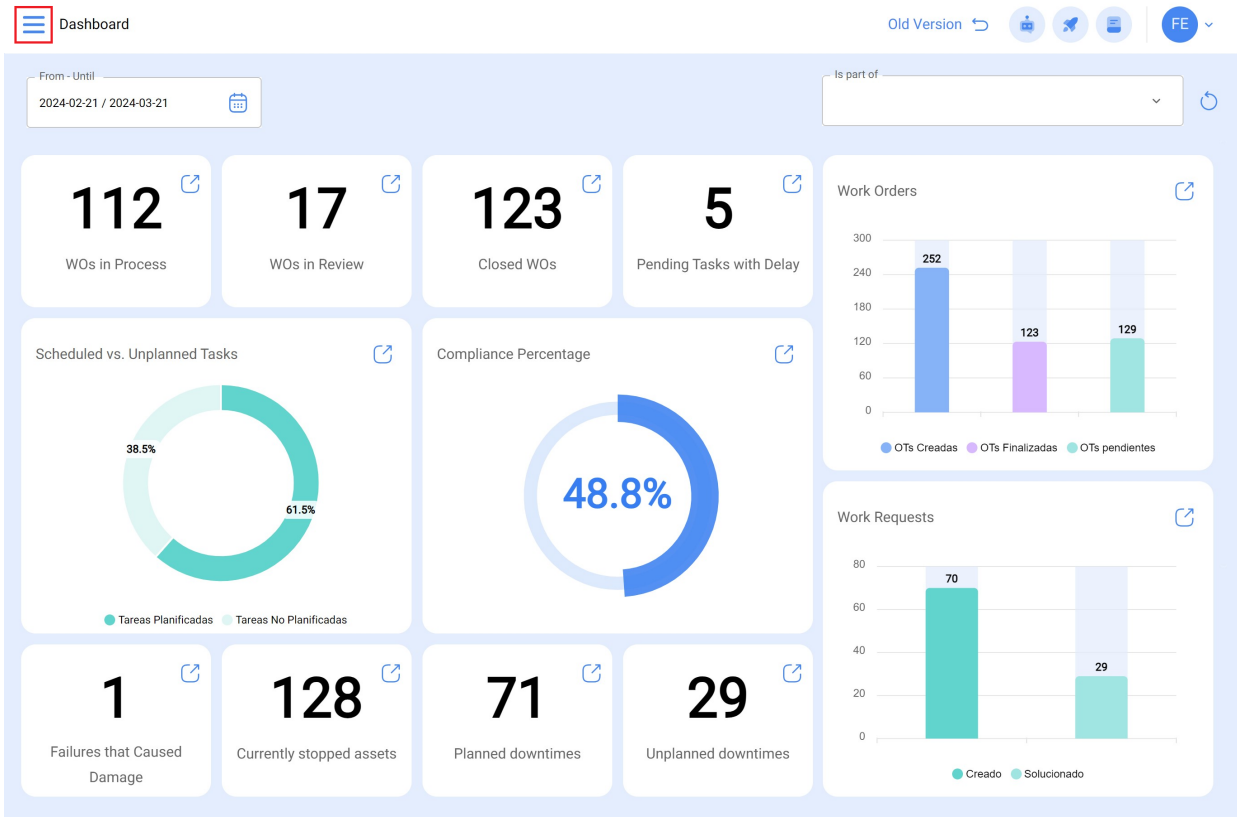 Dashboard
Old Version
FE
From - Until
2024-02-21 / 2024-03-21
Is part of
112
WOs in Process
17
WOs in Review
123
Closed WOs
5
Pending Tasks with Delay
Work Orders
300
240
180
120
60
0
252
123
129
OTs Creadas
OTs Finalizadas
OTs pendientes
Scheduled vs. Unplanned Tasks
38.5%
61.5%
Tareas Planificadas
Tareas No Planificadas
Compliance Percentage
48.8%
Work Requests
80
60
40
20
0
70
29
Creado
Solucionado
1
Failures that Caused
Damage
128
Currently stopped assets
71
Planned downtimes
29
Unplanned downtimes